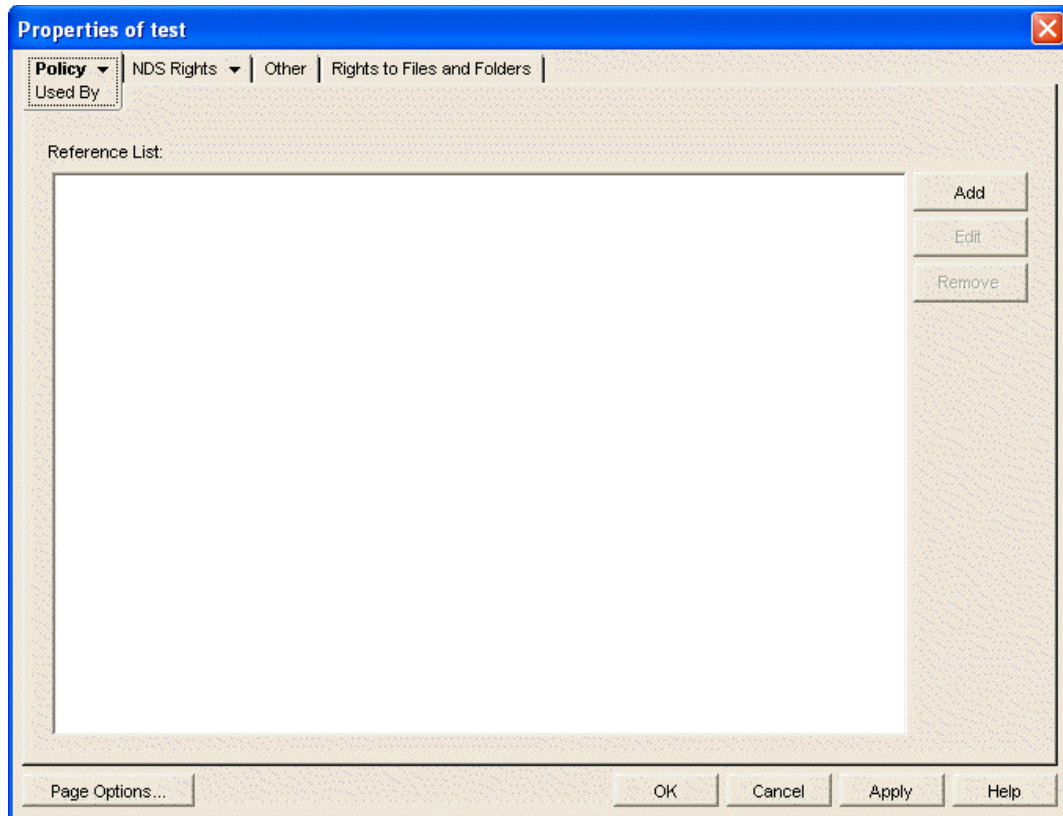 Properties of test
Policy NDS Rights Other Rights to Files and Folders
Used By
Reference List:
Add
Edit
Remove
Page Options... OK Cancel Apply Help